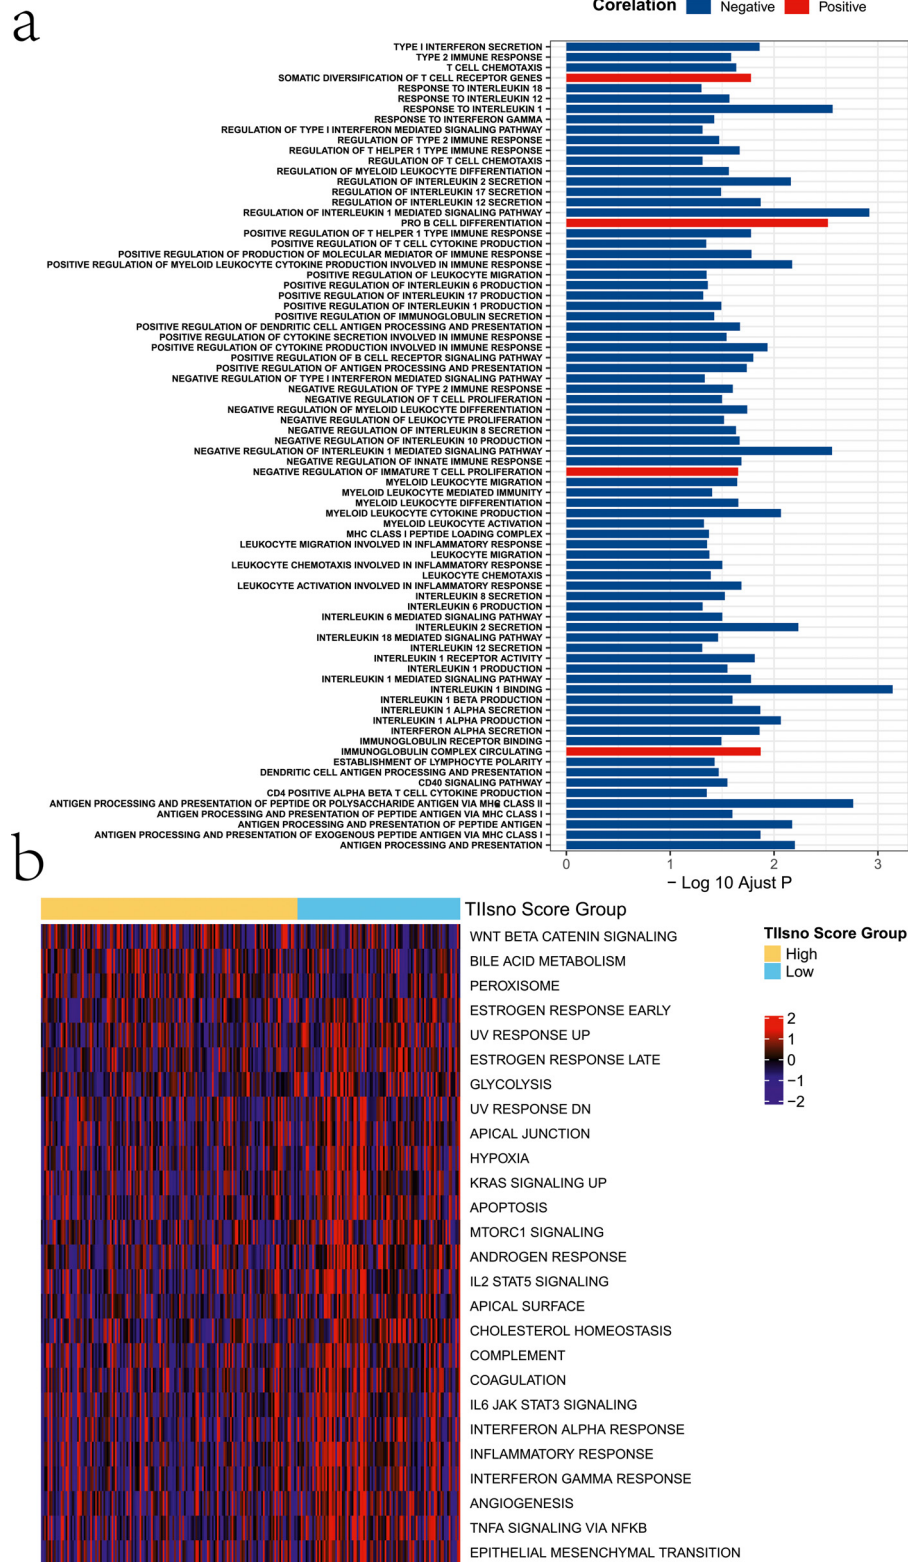 a
Corelation Negative Positive
TYPE I INTERFERON SECRETION
TYPE 2 IMMUNE RESPONSE
T CELL CHEMOTAXIS
SOMATIC DIVERSIFICATION OF T CELL RECEPTOR GENES
RESPONSE TO INTERLEUKIN 18
RESPONSE TO INTERLEUKIN 12
RESPONSE TO INTERLEUKIN 1
RESPONSE TO INTERFERON GAMMA
REGULATION OF TYPE I INTERFERON MEDIATED SIGNALING PATHWAY
REGULATION OF TYPE 2 IMMUNE RESPONSE
REGULATION OF T HELPER 1 TYPE IMMUNE RESPONSE
REGULATION OF T CELL CHEMOTAXIS
REGULATION OF MYELOID LEUKOCYTE DIFFERENTIATION
REGULATION OF INTERLEUKIN 2 SECRETION
REGULATION OF INTERLEUKIN 17 SECRETION
REGULATION OF INTERLEUKIN 12 SECRETION
REGULATION OF INTERLEUKIN 1 MEDIATED SIGNALING PATHWAY
PRO B CELL DIFFERENTIATION
POSITIVE REGULATION OF T HELPER 1 TYPE IMMUNE RESPONSE
POSITIVE REGULATION OF T CELL CYTOKINE PRODUCTION
POSITIVE REGULATION OF PRODUCTION OF MOLECULAR MEDIATOR OF IMMUNE RESPONSE
POSITIVE REGULATION OF MYELOID LEUKOCYTE CYTOKINE PRODUCTION INVOLVED IN IMMUNE RESPONSE
POSITIVE REGULATION OF LEUKOCYTE MIGRATION
POSITIVE REGULATION OF INTERLEUKIN 6 PRODUCTION
POSITIVE REGULATION OF INTERLEUKIN 17 PRODUCTION
POSITIVE REGULATION OF INTERLEUKIN 1 PRODUCTION
POSITIVE REGULATION OF IMMUNOGLOBULIN SECRETION
POSITIVE REGULATION OF DENDRITIC CELL ANTIGEN PROCESSING AND PRESENTATION
POSITIVE REGULATION OF CYTOKINE SECRETION INVOLVED IN IMMUNE RESPONSE
POSITIVE REGULATION OF CYTOKINE PRODUCTION INVOLVED IN IMMUNE RESPONSE
POSITIVE REGULATION OF B CELL RECEPTOR SIGNALING PATHWAY
POSITIVE REGULATION OF ANTIGEN PROCESSING AND PRESENTATION
NEGATIVE REGULATION OF TYPE I INTERFERON MEDIATED SIGNALING PATHWAY
NEGATIVE REGULATION OF TYPE 2 IMMUNE RESPONSE
NEGATIVE REGULATION OF T CELL PROLIFERATION
NEGATIVE REGULATION OF MYELOID LEUKOCYTE DIFFERENTIATION
NEGATIVE REGULATION OF LEUKOCYTE PROLIFERATION
NEGATIVE REGULATION OF INTERLEUKIN 8 SECRETION
NEGATIVE REGULATION OF INTERLEUKIN 10 PRODUCTION
NEGATIVE REGULATION OF INTERLEUKIN 1 MEDIATED SIGNALING PATHWAY
NEGATIVE REGULATION OF INNATE IMMUNE RESPONSE
NEGATIVE REGULATION OF IMMATURE T CELL PROLIFERATION
MYELOID LEUKOCYTE MIGRATION
MYELOID LEUKOCYTE MEDIATED IMMUNITY
MYELOID LEUKOCYTE DIFFERENTIATION
MYELOID LEUKOCYTE CYTOKINE PRODUCTION
MYELOID LEUKOCYTE ACTIVATION
MHC CLASS I PEPTIDE LOADING COMPLEX
LEUKOCYTE MIGRATION INVOLVED IN INFLAMMATORY RESPONSE
LEUKOCYTE MIGRATION
LEUKOCYTE CHEMOTAXIS INVOLVED IN INFLAMMATORY RESPONSE
LEUKOCYTE CHEMOTAXIS
LEUKOCYTE ACTIVATION INVOLVED IN INFLAMMATORY RESPONSE
INTERLEUKIN 8 SECRETION
INTERLEUKIN 6 PRODUCTION
INTERLEUKIN 6 MEDIATED SIGNALING PATHWAY
INTERLEUKIN 2 SECRETION
INTERLEUKIN 18 MEDIATED SIGNALING PATHWAY
INTERLEUKIN 12 SECRETION
INTERLEUKIN 1 RECEPTOR ACTIVITY
INTERLEUKIN 1 PRODUCTION
INTERLEUKIN 1 MEDIATED SIGNALING PATHWAY
INTERLEUKIN 1 BINDING
INTERLEUKIN 1 BETA PRODUCTION
INTERLEUKIN 1 ALPHA SECRETION
INTERLEUKIN 1 ALPHA PRODUCTION
INTERFERON ALPHA SECRETION
IMMUNOGLOBULIN RECEPTOR BINDING
IMMUNOGLOBULIN COMPLEX CIRCULATING
ESTABLISHMENT OF LYMPHOCYTE POLARITY
DENDRITIC CELL ANTIGEN PROCESSING AND PRESENTATION
CD40 SIGNALING PATHWAY
CD4 POSITIVE ALPHA BETA T CELL CYTOKINE PRODUCTION
ANTIGEN PROCESSING AND PRESENTATION OF PEPTIDE OR POLYSACCHARIDE ANTIGEN VIA MHC CLASS II
ANTIGEN PROCESSING AND PRESENTATION OF PEPTIDE ANTIGEN VIA MHC CLASS I
ANTIGEN PROCESSING AND PRESENTATION OF PEPTIDE ANTIGEN
ANTIGEN PROCESSING AND PRESENTATION OF EXOGENOUS PEPTIDE ANTIGEN VIA MHC CLASS I
ANTIGEN PROCESSING AND PRESENTATION
0 1 2 3
− Log 10 Ajust P
b
TIIsno Score Group
WNT BETA CATENIN SIGNALING
BILE ACID METABOLISM
PEROXISOME
ESTROGEN RESPONSE EARLY
UV RESPONSE UP
ESTROGEN RESPONSE LATE
GLYCOLYSIS
UV RESPONSE DN
APICAL JUNCTION
HYPOXIA
KRAS SIGNALING UP
APOPTOSIS
MTORC1 SIGNALING
ANDROGEN RESPONSE
IL2 STAT5 SIGNALING
APICAL SURFACE
CHOLESTEROL HOMEOSTASIS
COMPLEMENT
COAGULATION
IL6 JAK STAT3 SIGNALING
INTERFERON ALPHA RESPONSE
INFLAMMATORY RESPONSE
INTERFERON GAMMA RESPONSE
ANGIOGENESIS
TNFA SIGNALING VIA NFKB
EPITHELIAL MESENCHYMAL TRANSITION
TIIsno Score Group
High
Low
2
1
0
−1
−2